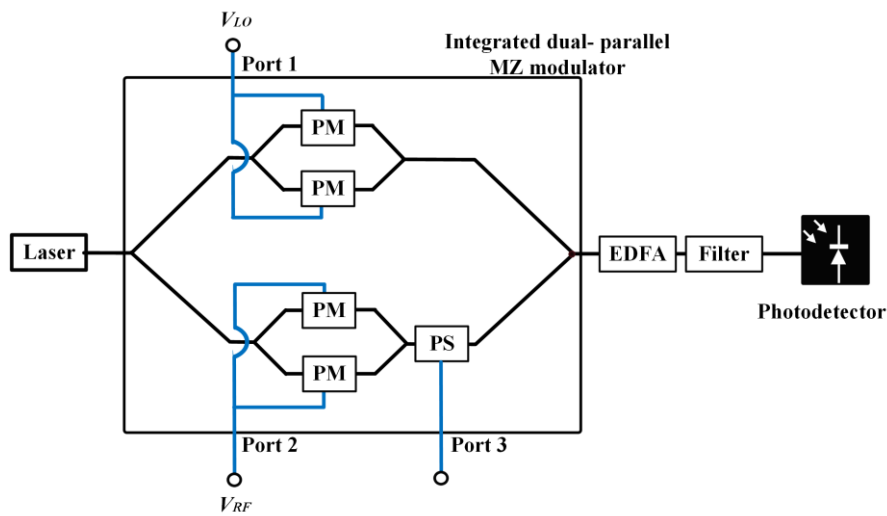 V_LO
Port 1
Integrated dual- parallel
MZ modulator
PM
PM
Laser
EDFA
Filter
Photodetector
PM
PS
PM
Port 2
Port 3
V_RF